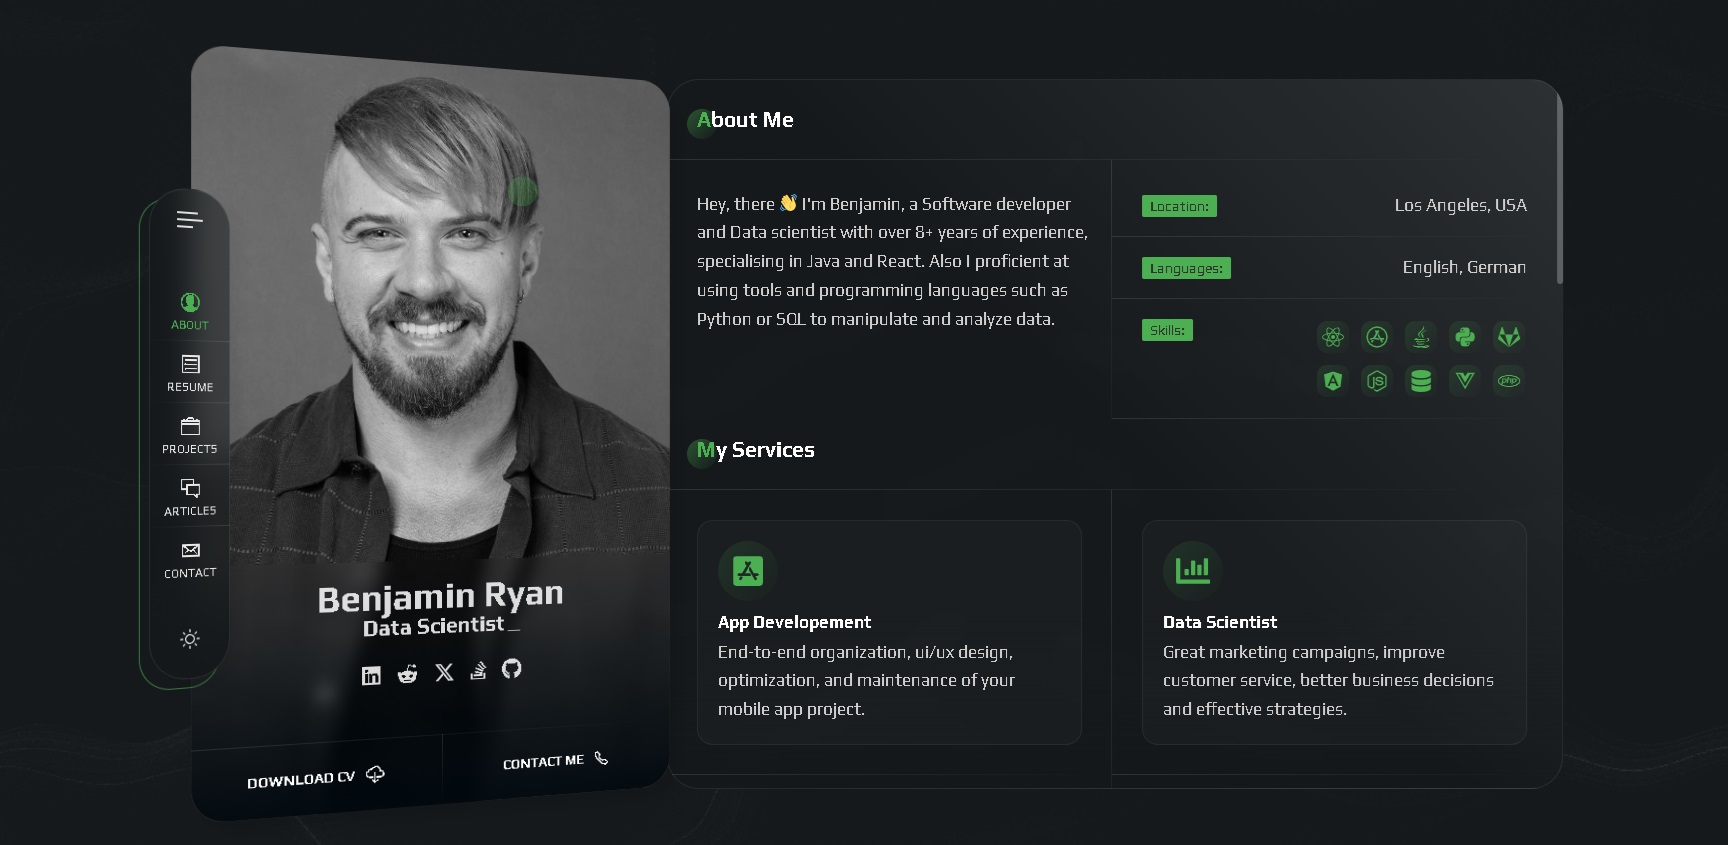 ABOUT
RESUME
PROJECTS
ARTICLES
CONTACT
Benjamin Ryan
Data Scientist_
DOWNLOAD CV
CONTACT ME
About Me
Hey, there 👋 I'm Benjamin, a Software developer
and Data scientist with over 8+ years of experience,
specialising in Java and React. Also I proficient at
using tools and programming languages such as
Python or SQL to manipulate and analyze data.
Location:
Los Angeles, USA
Languages:
English, German
Skills:
JS
php
My Services
App Developement
End-to-end organization, ui/ux design,
optimization, and maintenance of your
mobile app project.
Data Scientist
Great marketing campaigns, improve
customer service, better business decisions
and effective strategies.